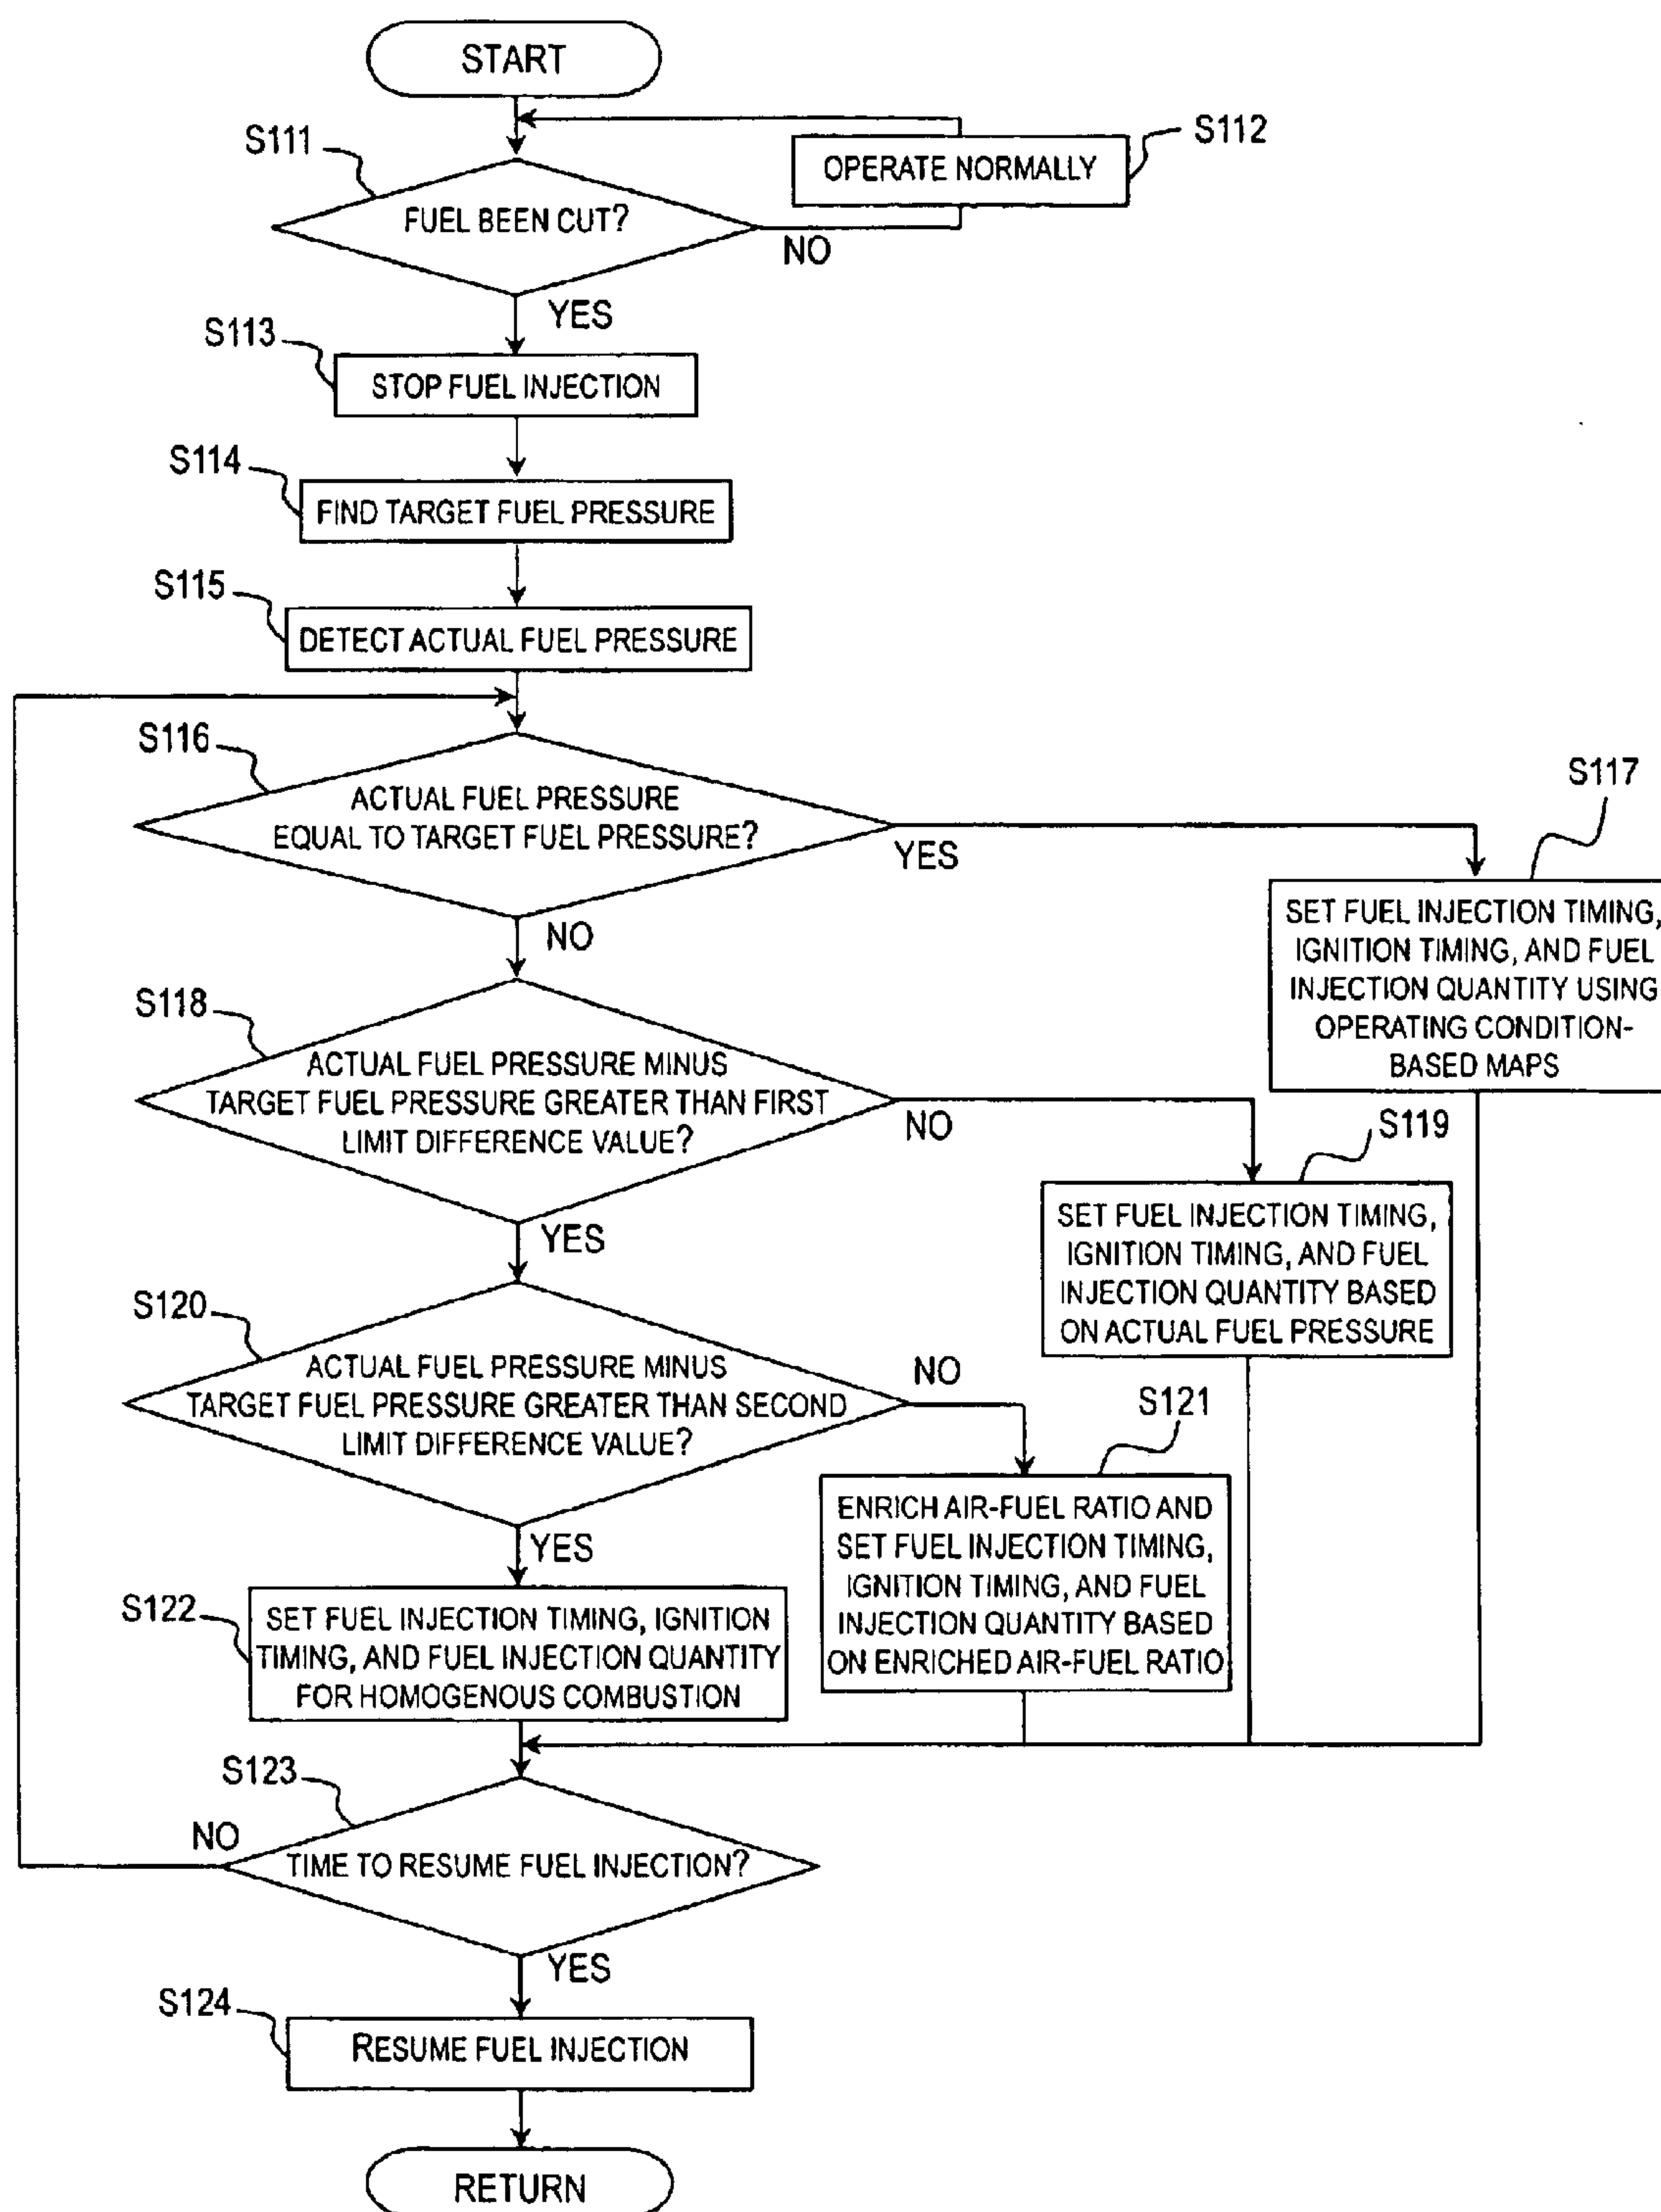 START
S111
S112
OPERATE NORMALLY
FUEL BEEN CUT?
NO
YES
S113
STOP FUEL INJECTION
S114
FIND TARGET FUEL PRESSURE
S115
DETECT ACTUAL FUEL PRESSURE
S116
ACTUAL FUEL PRESSURE
EQUAL TO TARGET FUEL PRESSURE?
YES
NO
S117
SET FUEL INJECTION TIMING,
IGNITION TIMING, AND FUEL
INJECTION QUANTITY USING
OPERATING CONDITION-
BASED MAPS
S118
ACTUAL FUEL PRESSURE MINUS
TARGET FUEL PRESSURE GREATER THAN FIRST
LIMIT DIFFERENCE VALUE?
NO
YES
S119
SET FUEL INJECTION TIMING,
IGNITION TIMING, AND FUEL
INJECTION QUANTITY BASED
ON ACTUAL FUEL PRESSURE
S120
ACTUAL FUEL PRESSURE MINUS
TARGET FUEL PRESSURE GREATER THAN SECOND
LIMIT DIFFERENCE VALUE?
NO
YES
S121
ENRICH AIR-FUEL RATIO AND
SET FUEL INJECTION TIMING,
IGNITION TIMING, AND FUEL
INJECTION QUANTITY BASED
ON ENRICHED AIR-FUEL RATIO
S122
SET FUEL INJECTION TIMING, IGNITION
TIMING, AND FUEL INJECTION QUANTITY
FOR HOMOGENOUS COMBUSTION
S123
NO
TIME TO RESUME FUEL INJECTION?
YES
S124
RESUME FUEL INJECTION
RETURN